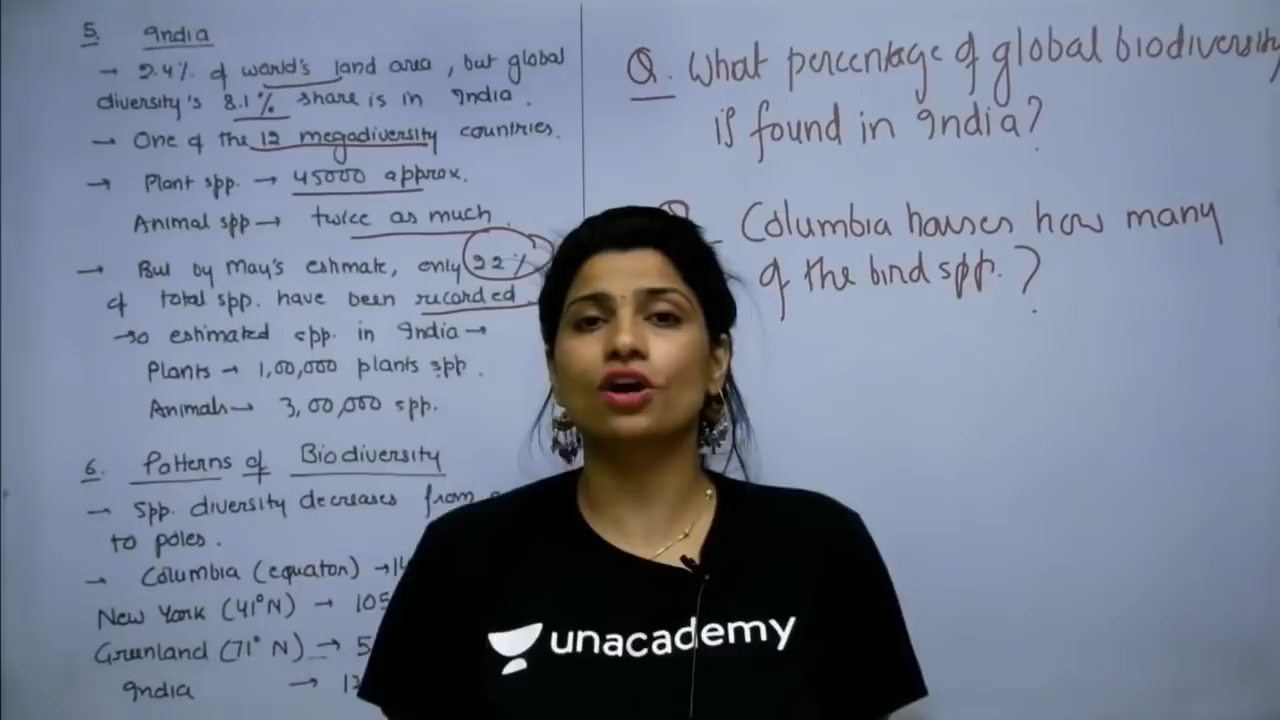 5. India
→ 2.4% of world's land area, but global
diversity's 8.1% share is in India.
→ One of the 12 megadiversity countries.
→ Plant spp. → 45000 approx.
Animal spp → twice as much.
→ But by May's estimate, only 22%
of total spp. have been recorded.
→ so estimated spp. in India →
Plants → 1,00,000 plants spp.
Animals → 3,00,000 spp.
6. Patterns of Biodiversity
→ Spp. diversity decreases from
to poles.
→ Columbia (equator) → 14
New York (41°N) → 105
Greenland (71° N) → 5
India → 12
Q. What percentage of global biodiversity
is found in India?
Q Columbia houses how many
of the bird spp.?
unacademy